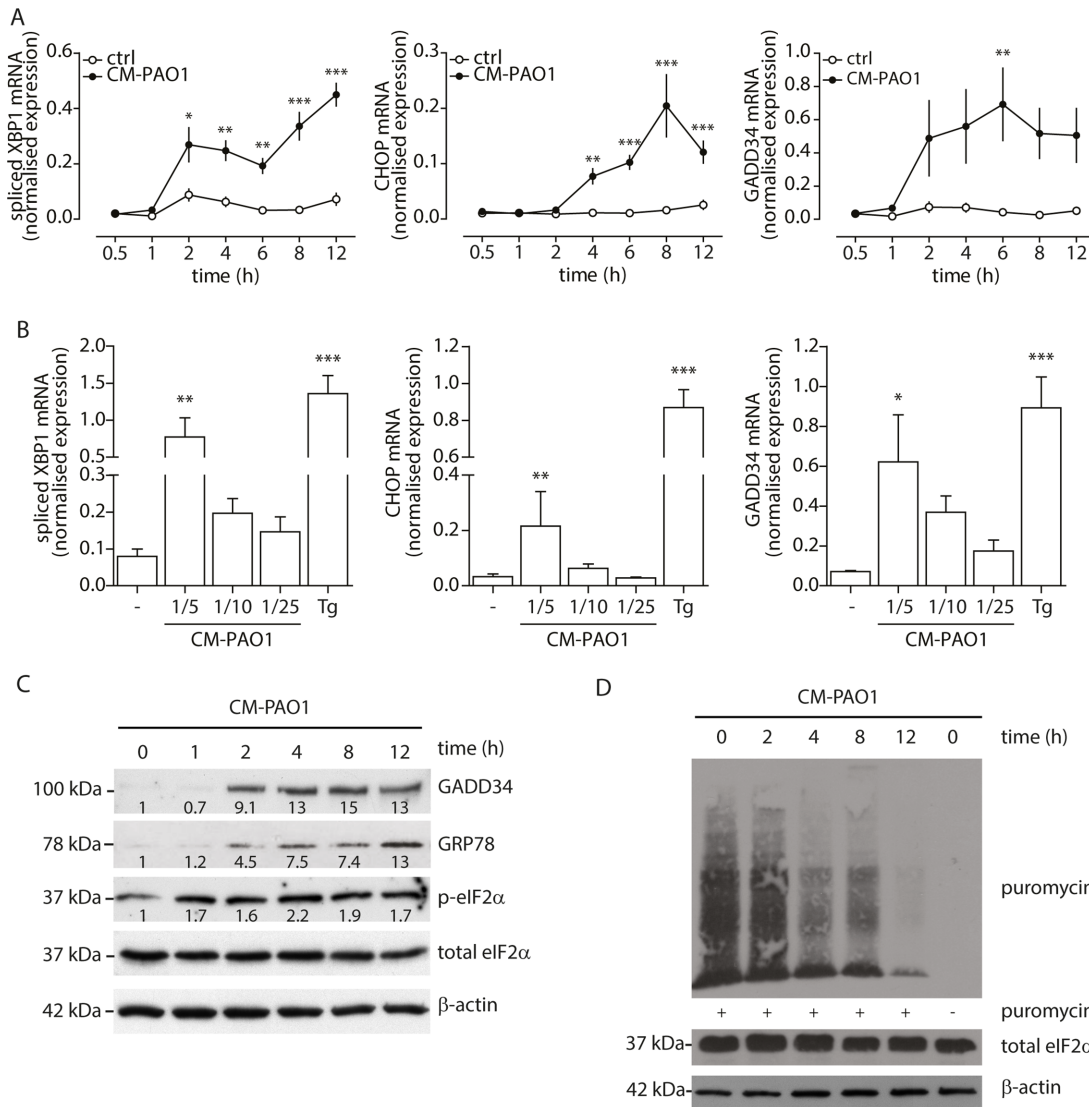 A
spliced XBP1 mRNA
(normalised expression)
0.6
0.4
0.2
0.0
ctrl
CM-PAO1
* ** ** *** ***
0.5 1 2 4 6 8 12
time (h)
CHOP mRNA
(normalised expression)
0.3
0.2
0.1
0.0
ctrl
CM-PAO1
** *** *** ***
0.5 1 2 4 6 8 12
time (h)
GADD34 mRNA
(normalised expression)
1.0
0.8
0.6
0.4
0.2
0.0
ctrl
CM-PAO1
**
0.5 1 2 4 6 8 12
time (h)
B
spliced XBP1 mRNA
(normalised expression)
2.0
1.5
1.0
0.5
0.3
0.2
0.1
0.0
** ***
- 1/5 1/10 1/25 Tg
CM-PAO1
CHOP mRNA
(normalised expression)
1.2
1.0
0.8
0.6
0.4
0.4
0.2
0.0
** ***
- 1/5 1/10 1/25 Tg
CM-PAO1
GADD34 mRNA
(normalised expression)
1.2
1.0
0.8
0.6
0.4
0.2
0.0
* ***
- 1/5 1/10 1/25 Tg
CM-PAO1
C
CM-PAO1
0 1 2 4 8 12 time (h)
100 kDa GADD34
1 0.7 9.1 13 15 13
78 kDa GRP78
1 1.2 4.5 7.5 7.4 13
37 kDa p-eIF2α
1 1.7 1.6 2.2 1.9 1.7
37 kDa total eIF2α
42 kDa β-actin
D
CM-PAO1
0 2 4 8 12 0 time (h)
puromycin
+ + + + + - puromycin
37 kDa total eIF2α
42 kDa β-actin